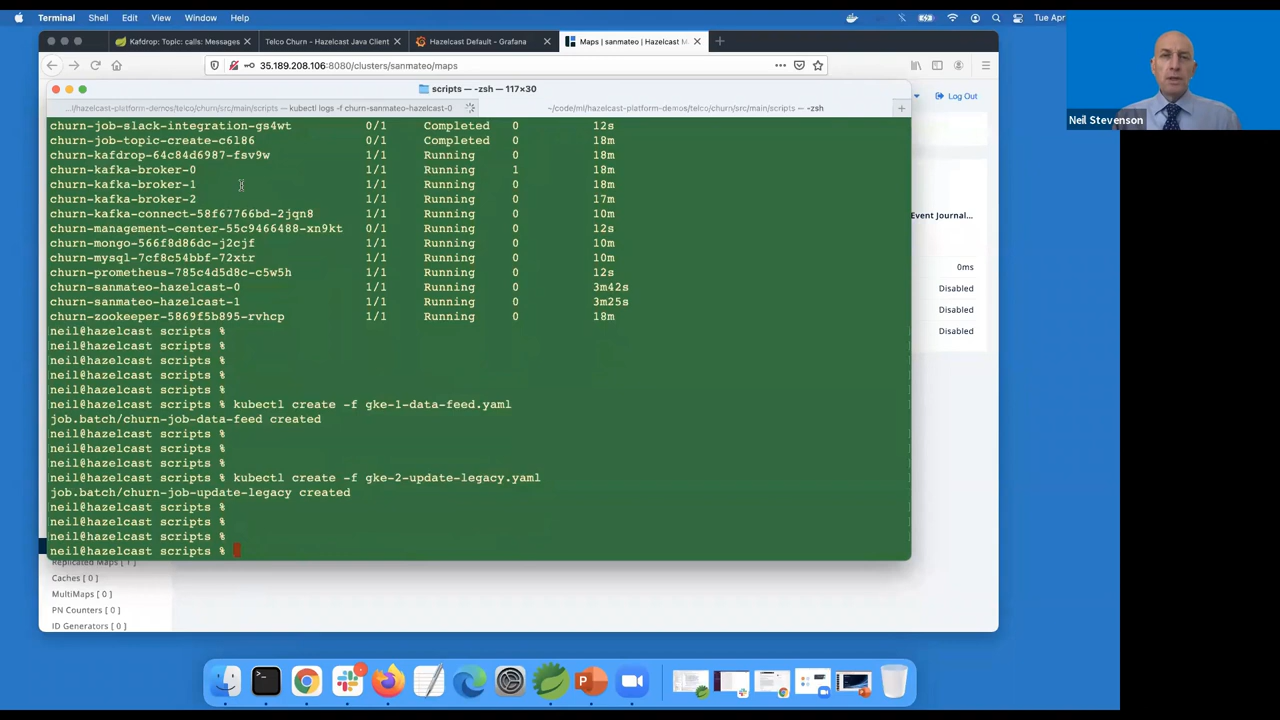 Terminal Shell Edit View Window Help Tue Apr
Kafdrop: Topic: calls: Messages Telco Churn - Hazelcast Java Client Hazelcast Default - Grafana Maps | sanmateo | Hazelcast M
35.189.208.106:8080/clusters/sanmateo/maps
scripts — -zsh — 117×30
...l/hazelcast-platform-demos/telco/churn/src/main/scripts — kubectl logs -f churn-sanmateo-hazelcast-0 ~/code/ml/hazelcast-platform-demos/telco/churn/src/main/scripts — -zsh
Log Out
Neil Stevenson
churn-job-slack-integration-gs4wt 0/1 Completed 0 12s
churn-job-topic-create-c6l86 0/1 Completed 0 18m
churn-kafdrop-64c84d6987-fsv9w 1/1 Running 0 18m
churn-kafka-broker-0 1/1 Running 1 18m
churn-kafka-broker-1 1/1 Running 0 18m
churn-kafka-broker-2 1/1 Running 0 17m
churn-kafka-connect-58f67766bd-2jqn8 1/1 Running 0 10m
Event Journal...
churn-management-center-55c9466488-xn9kt 0/1 Running 0 12s
churn-mongo-566f8d86dc-j2cjf 1/1 Running 0 10m
churn-mysql-7cf8c54bbf-72xtr 1/1 Running 0 10m
0ms
churn-prometheus-785c4d5d8c-c5w5h 1/1 Running 0 12s
churn-sanmateo-hazelcast-0 1/1 Running 0 3m42s
Disabled
churn-sanmateo-hazelcast-1 1/1 Running 0 3m25s
Disabled
churn-zookeeper-5869f5b895-rvhcp 1/1 Running 0 18m
neil@hazelcast scripts %
Disabled
neil@hazelcast scripts %
neil@hazelcast scripts %
neil@hazelcast scripts %
neil@hazelcast scripts %
neil@hazelcast scripts % kubectl create -f gke-1-data-feed.yaml
job.batch/churn-job-data-feed created
neil@hazelcast scripts %
neil@hazelcast scripts %
neil@hazelcast scripts %
neil@hazelcast scripts % kubectl create -f gke-2-update-legacy.yaml
job.batch/churn-job-update-legacy created
neil@hazelcast scripts %
neil@hazelcast scripts %
neil@hazelcast scripts %
neil@hazelcast scripts %
Replicated Maps [ 1 ]
Caches [ 0 ]
MultiMaps [ 0 ]
PN Counters [ 0 ]
ID Generators [ 0 ]